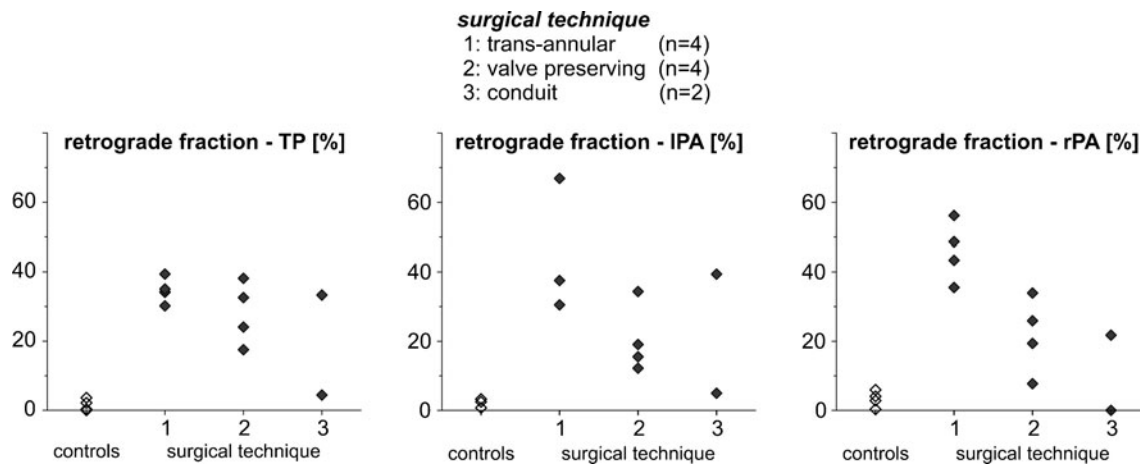 surgical technique
1: trans-annular (n=4)
2: valve preserving (n=4)
3: conduit (n=2)
retrograde fraction - TP [%]
60
40
20
0
controls
1 2 3
surgical technique
retrograde fraction - lPA [%]
60
40
20
0
controls
1 2 3
surgical technique
retrograde fraction - rPA [%]
60
40
20
0
controls
1 2 3
surgical technique